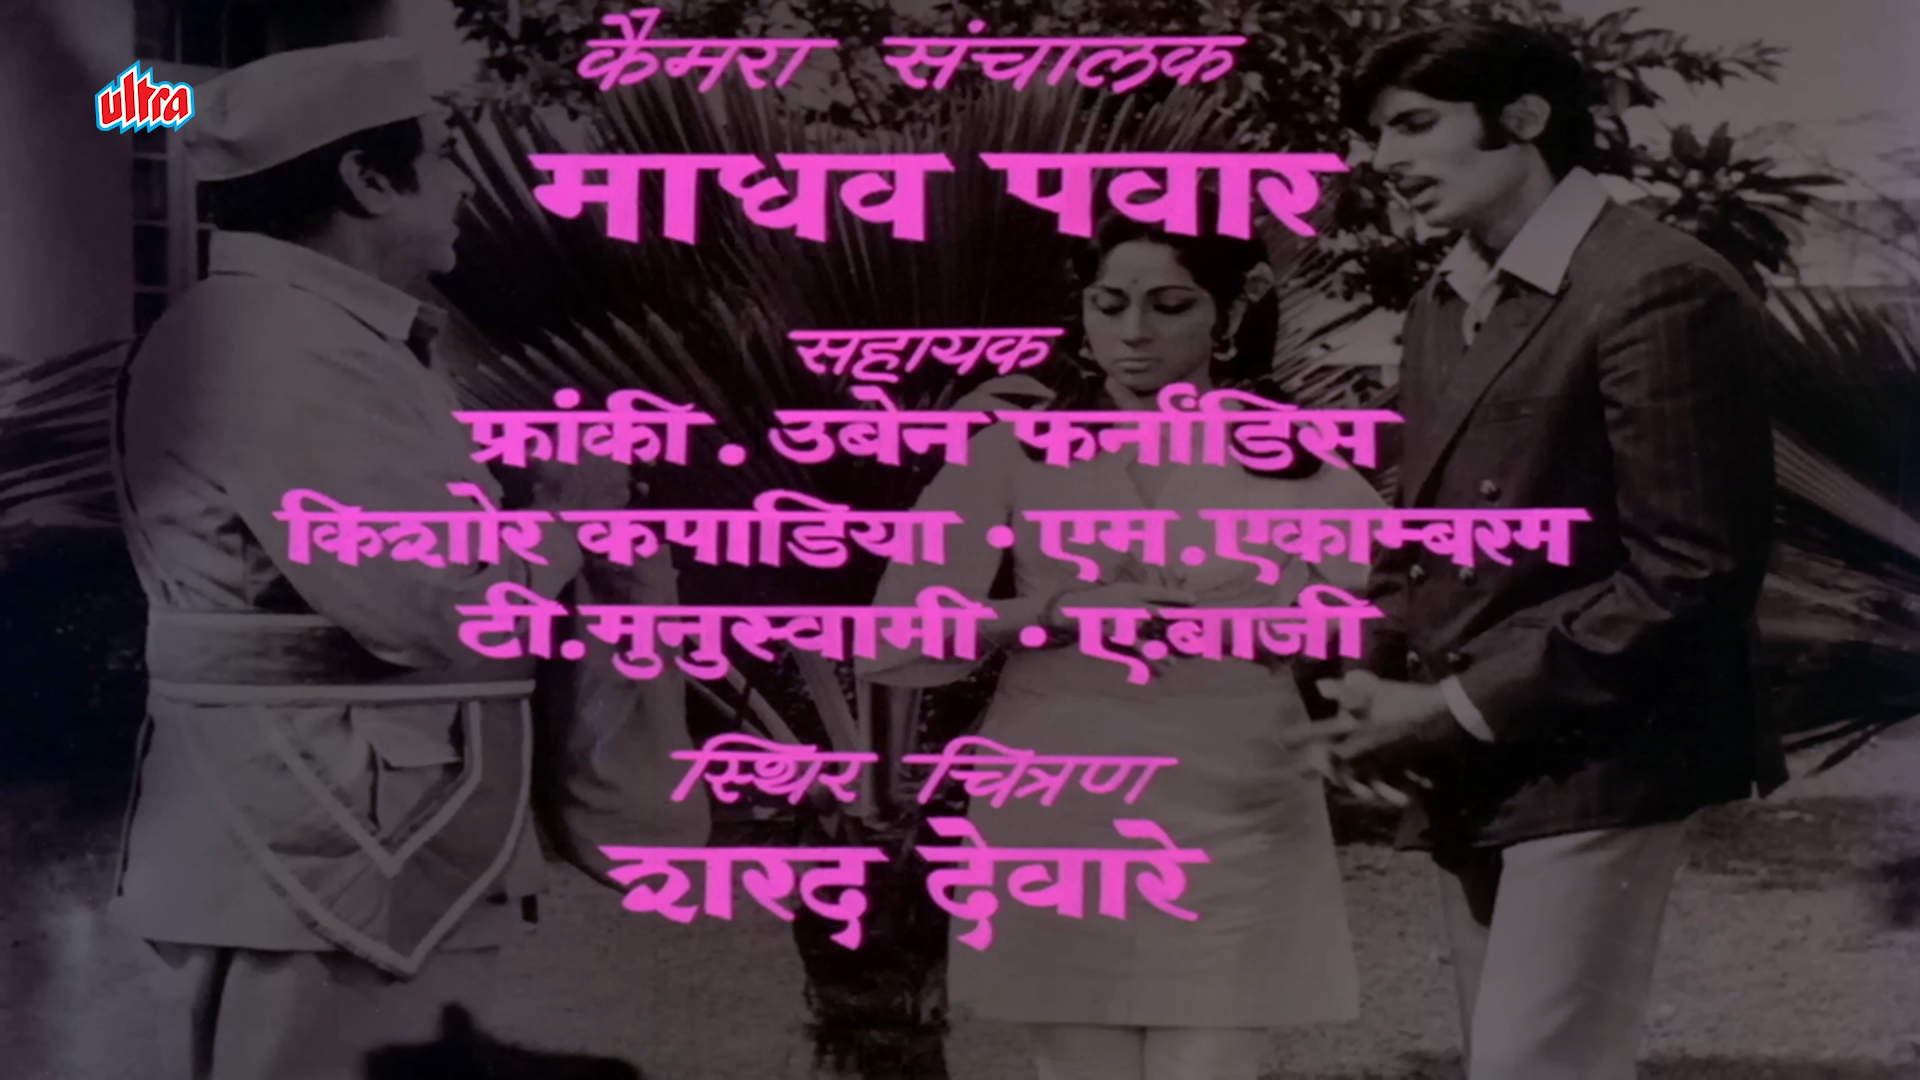 ultra
कैमरा संचालक
माधव पवार
सहायक
फ्रांकी . उबेन फर्नांडिस
किशोर कपाडिया · एम . एकाम्बरम
टी. मुनुस्वामी · ए. बाजी
स्थिर चित्रण
शरद देवारे